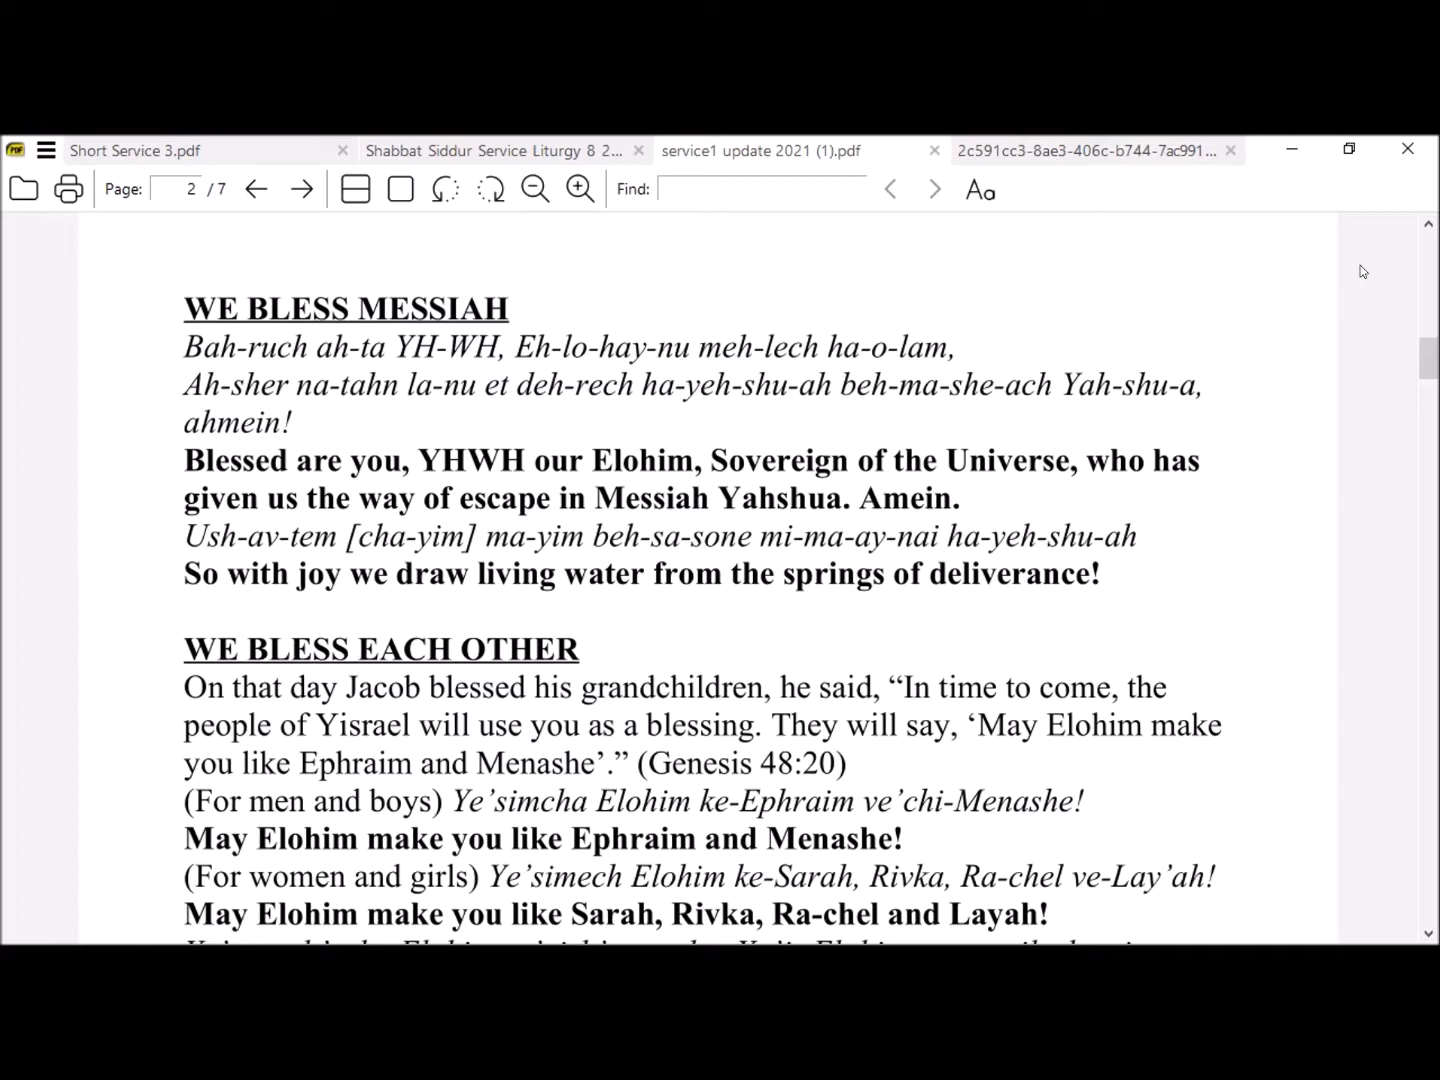 Short Service 3.pdf
Shabbat Siddur Service Liturgy 8 2...
service1 update 2021 (1).pdf
2c591cc3-8ae3-406c-b744-7ac991...
Page: 2 / 7
Find:
Aa
WE BLESS MESSIAH
Bah-ruch ah-ta YH-WH, Eh-lo-hay-nu meh-lech ha-o-lam,
Ah-sher na-tahn la-nu et deh-rech ha-yeh-shu-ah beh-ma-she-ach Yah-shu-a,
ahmein!
Blessed are you, YHWH our Elohim, Sovereign of the Universe, who has
given us the way of escape in Messiah Yahshua. Amein.
Ush-av-tem [cha-yim] ma-yim beh-sa-sone mi-ma-ay-nai ha-yeh-shu-ah
So with joy we draw living water from the springs of deliverance!
WE BLESS EACH OTHER
On that day Jacob blessed his grandchildren, he said, “In time to come, the
people of Yisrael will use you as a blessing. They will say, ‘May Elohim make
you like Ephraim and Menashe’.” (Genesis 48:20)
(For men and boys) Ye’simcha Elohim ke-Ephraim ve’chi-Menashe!
May Elohim make you like Ephraim and Menashe!
(For women and girls) Ye’simech Elohim ke-Sarah, Rivka, Ra-chel ve-Lay’ah!
May Elohim make you like Sarah, Rivka, Ra-chel and Layah!